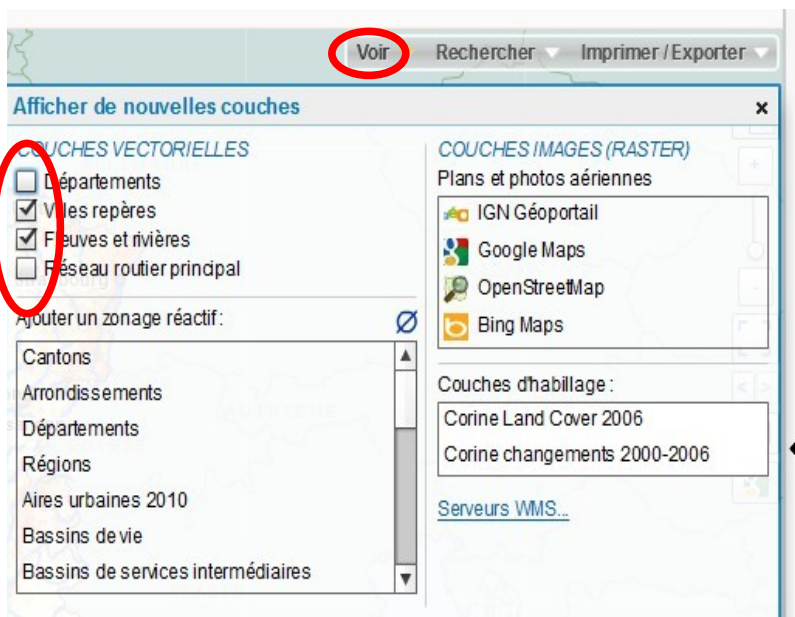 Voir Rechercher Imprimer / Exporter
Afficher de nouvelles couches x
COUCHES VECTORIELLES
Départements
Villes repères
Fleuves et rivières
Réseau routier principal
Ajouter un zonage réactif :
Cantons
Arrondissements
Départements
Régions
Aires urbaines 2010
Bassins de vie
Bassins de services intermédiaires
COUCHES IMAGES (RASTER)
Plans et photos aériennes
IGN Géoportail
Google Maps
OpenStreetMap
Bing Maps
Couches d'habillage :
Corine Land Cover 2006
Corine changements 2000-2006
Serveurs WMS...